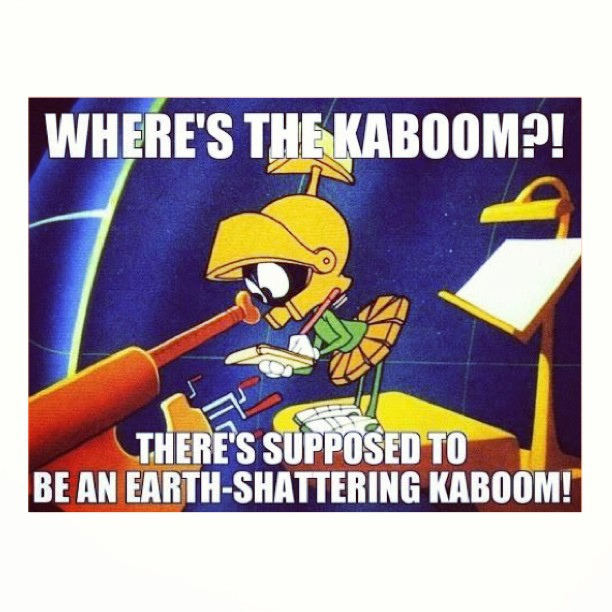 WHERE'S THE KABOOM?!
THERE'S SUPPOSED TO
BE AN EARTH-SHATTERING KABOOM!